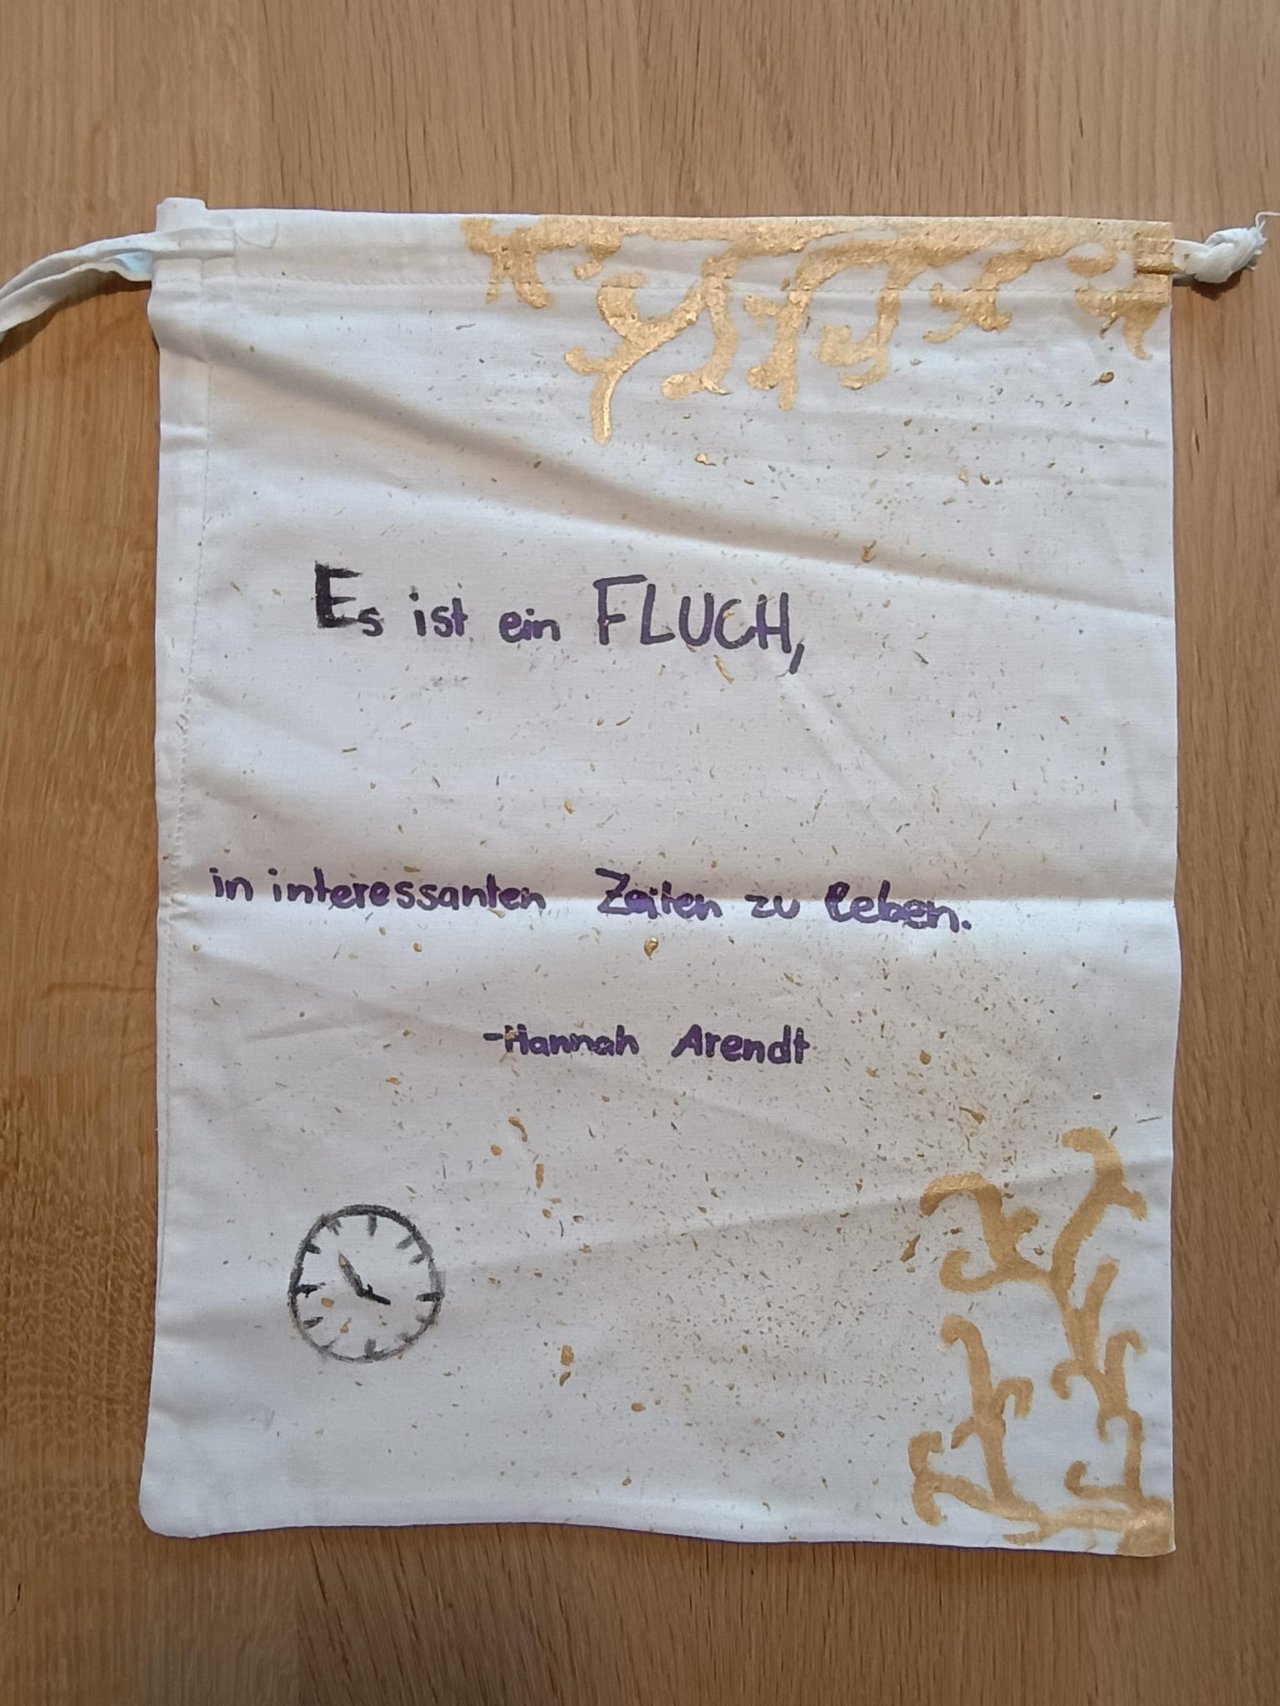 Es ist ein FLUCH,
in interessanten Zeiten zu leben.
-Hannah Arendt